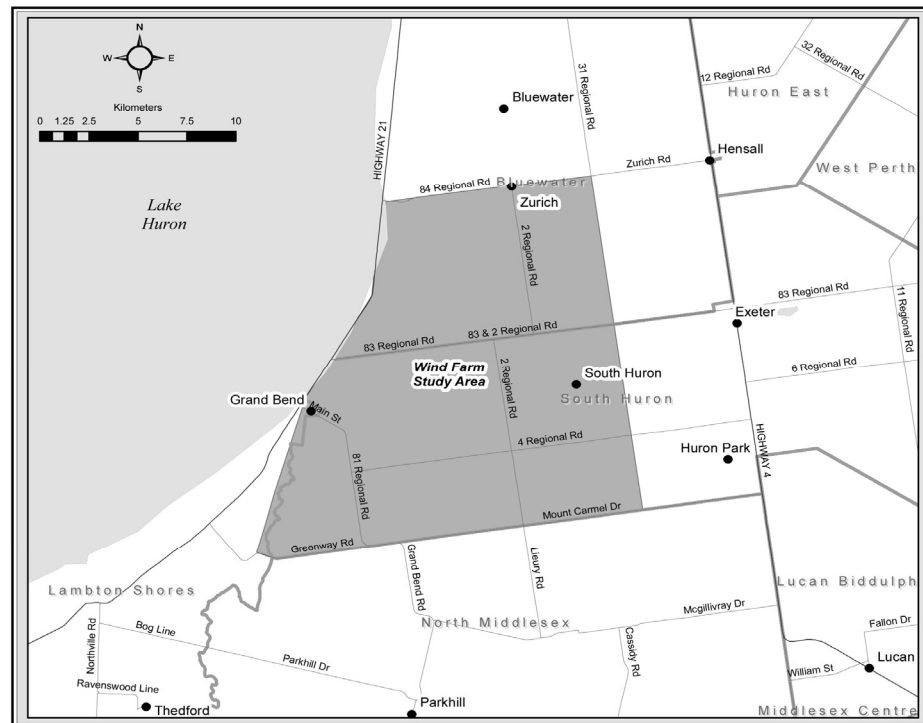 N
W E
S
Kilometers
0 1.25 2.5 5 7.5 10
HIGHWAY 21
31 Regional Rd
12 Regional Rd
32 Regional Rd
Huron East
Bluewater
Hensall
Zurich Rd
West Perth
84 Regional Rd
Bluewater
Zurich
Lake
Huron
2 Regional Rd
83 Regional Rd
11 Regional Rd
Exeter
83 Regional Rd
83 & 2 Regional Rd
Wind Farm
Study Area
2 Regional Rd
6 Regional Rd
South Huron
South Huron
Grand Bend
Main St
4 Regional Rd
Huron Park
HIGHWAY 4
81 Regional Rd
Mount Carmel Dr
Greenway Rd
Grand Bend Rd
Lieury Rd
Lambton Shores
Lucan Biddulph
Mcgillivray Dr
North Middlesex
Bog Line
Northville Rd
Cassidy Rd
Fallon Dr
Parkhill Dr
Lucan
William St
Ravenswood Line
Thedford
Parkhill
Middlesex Centre